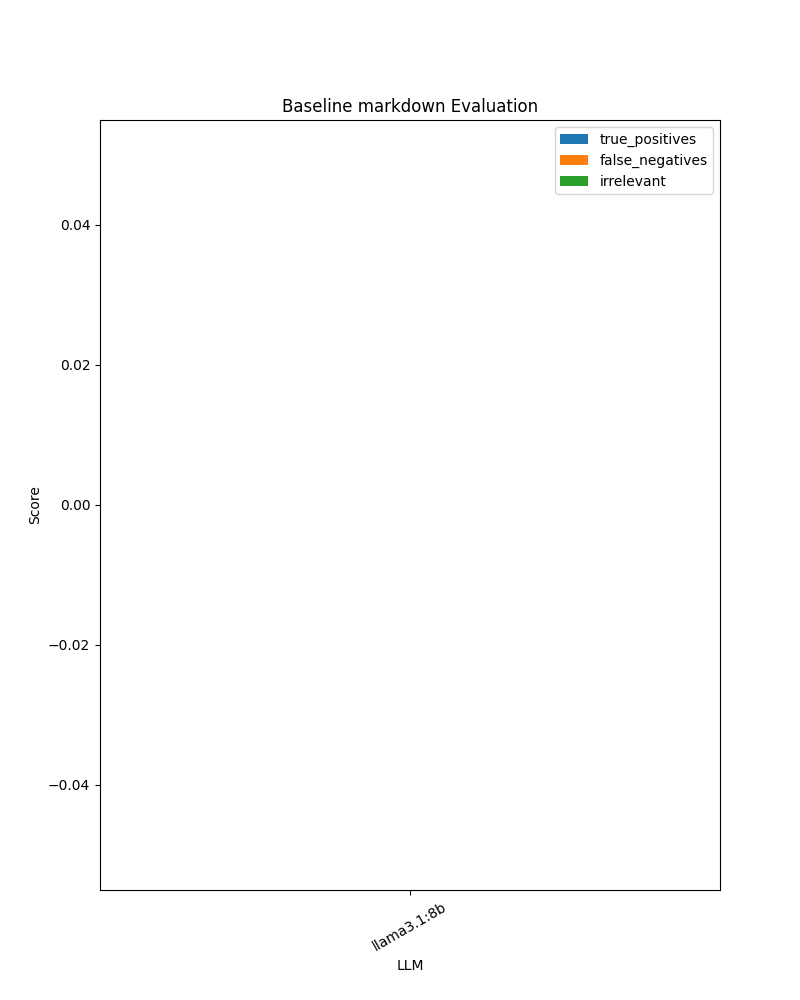 Baseline markdown Evaluation
true_positives
false_negatives
irrelevant
0.04
0.02
0.00
−0.02
−0.04
Score
llama3.1:8b
LLM